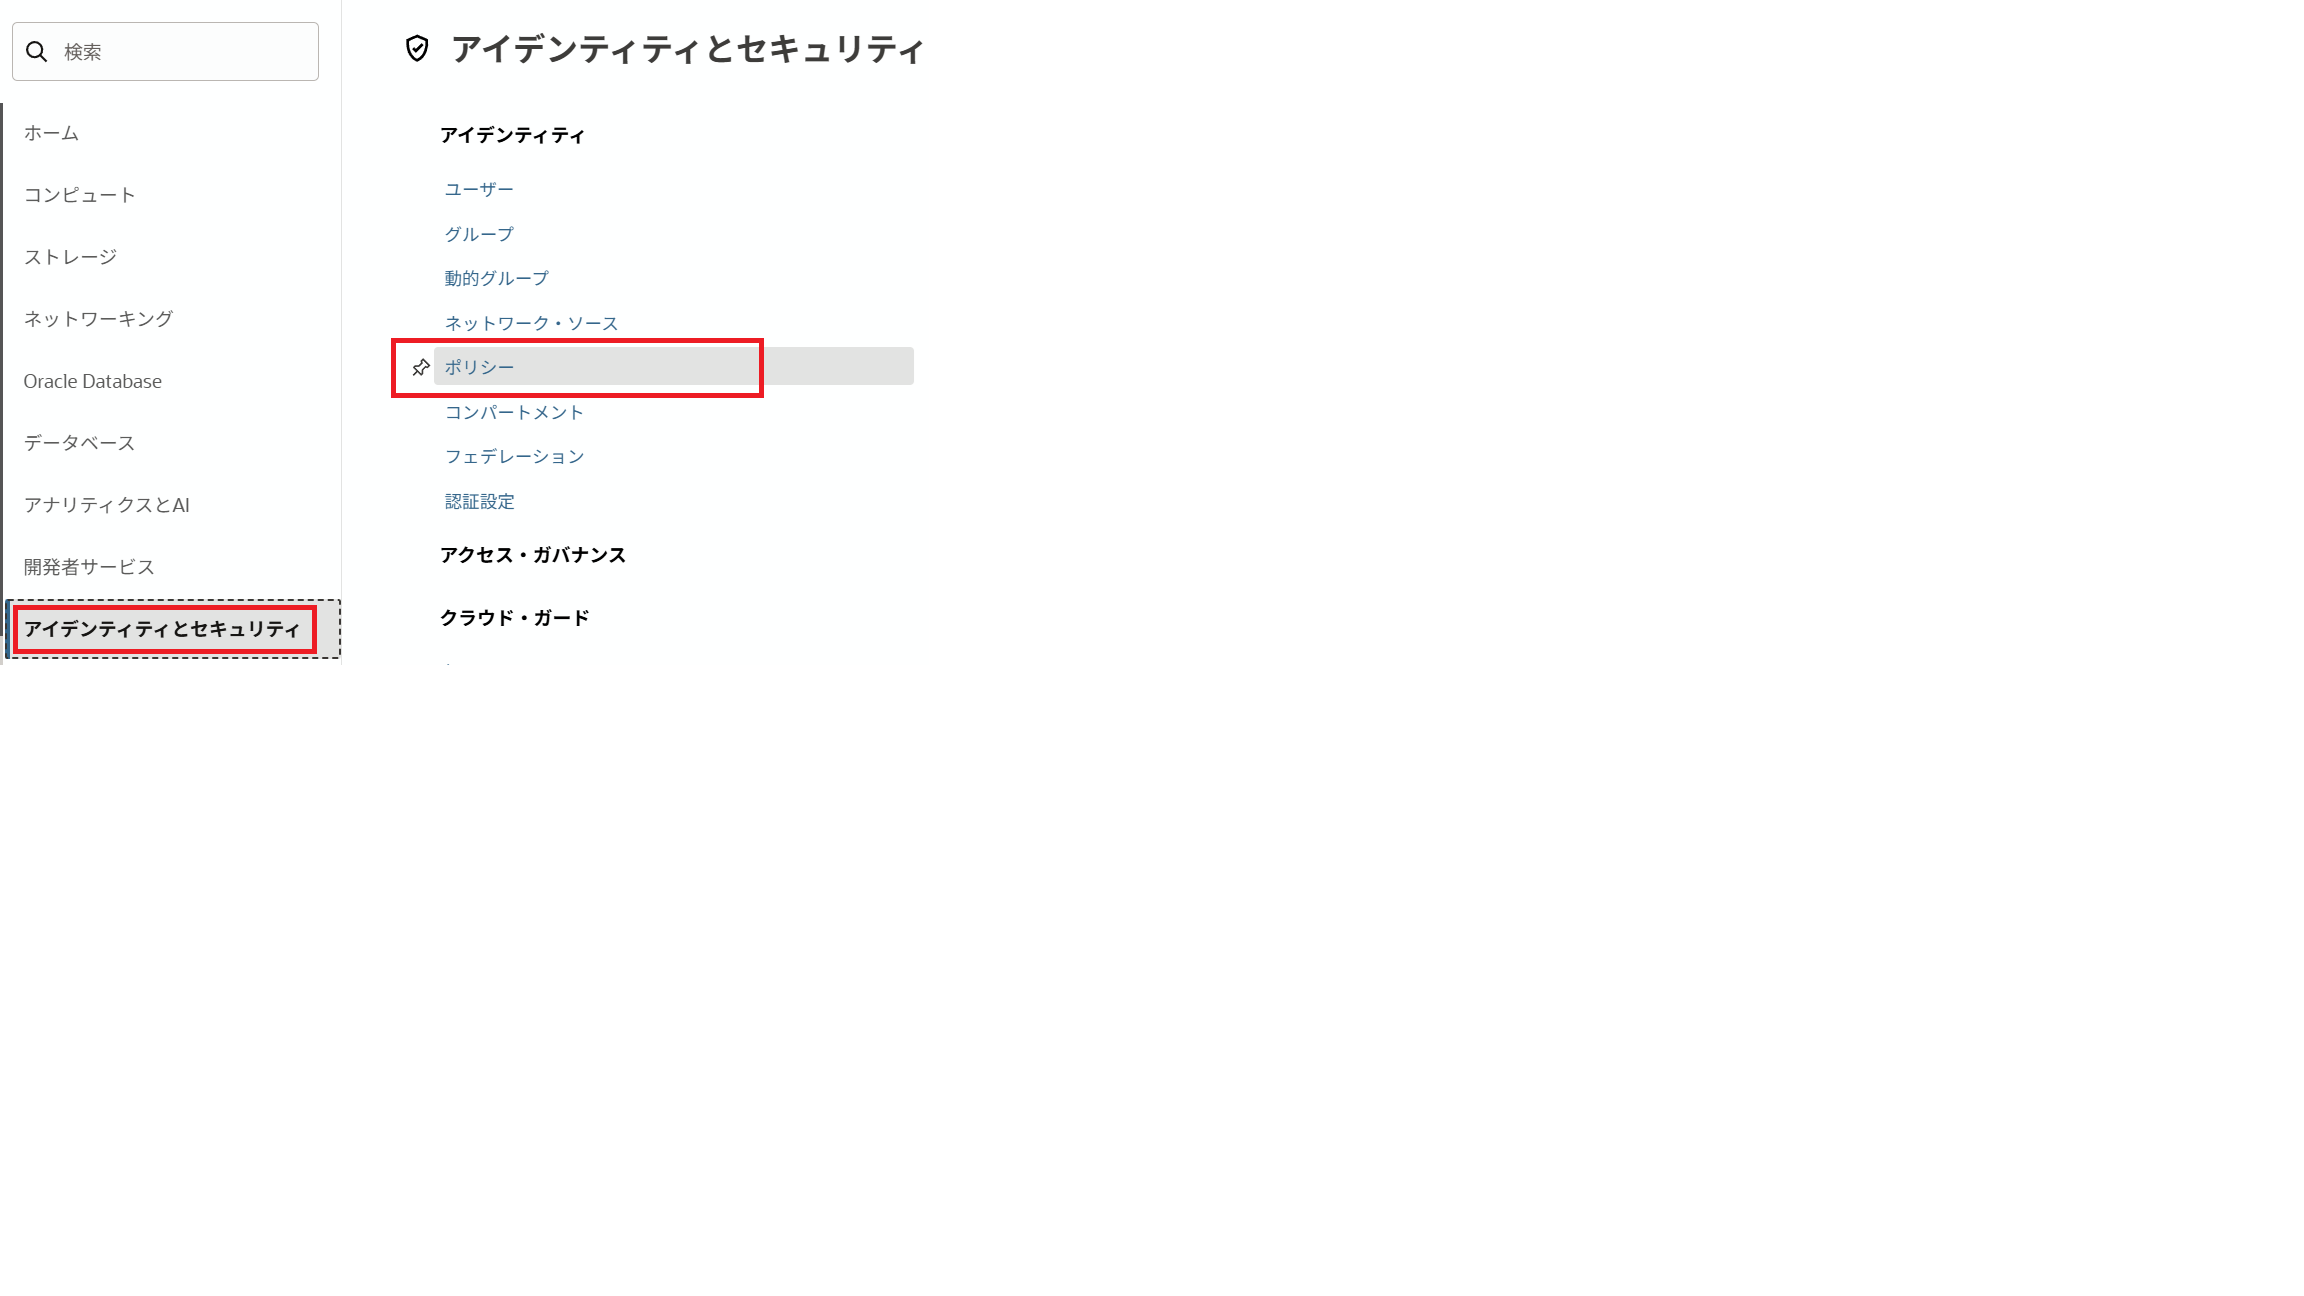 検索
ホーム
コンピュート
ストレージ
ネットワーキング
Oracle Database
データベース
アナリティクスとAI
開発者サービス
アイデンティティとセキュリティ
アイデンティティとセキュリティ
アイデンティティ
ユーザー
グループ
動的グループ
ネットワーク・ソース
ポリシー
コンパートメント
フェデレーション
認証設定
アクセス・ガバナンス
クラウド・ガード